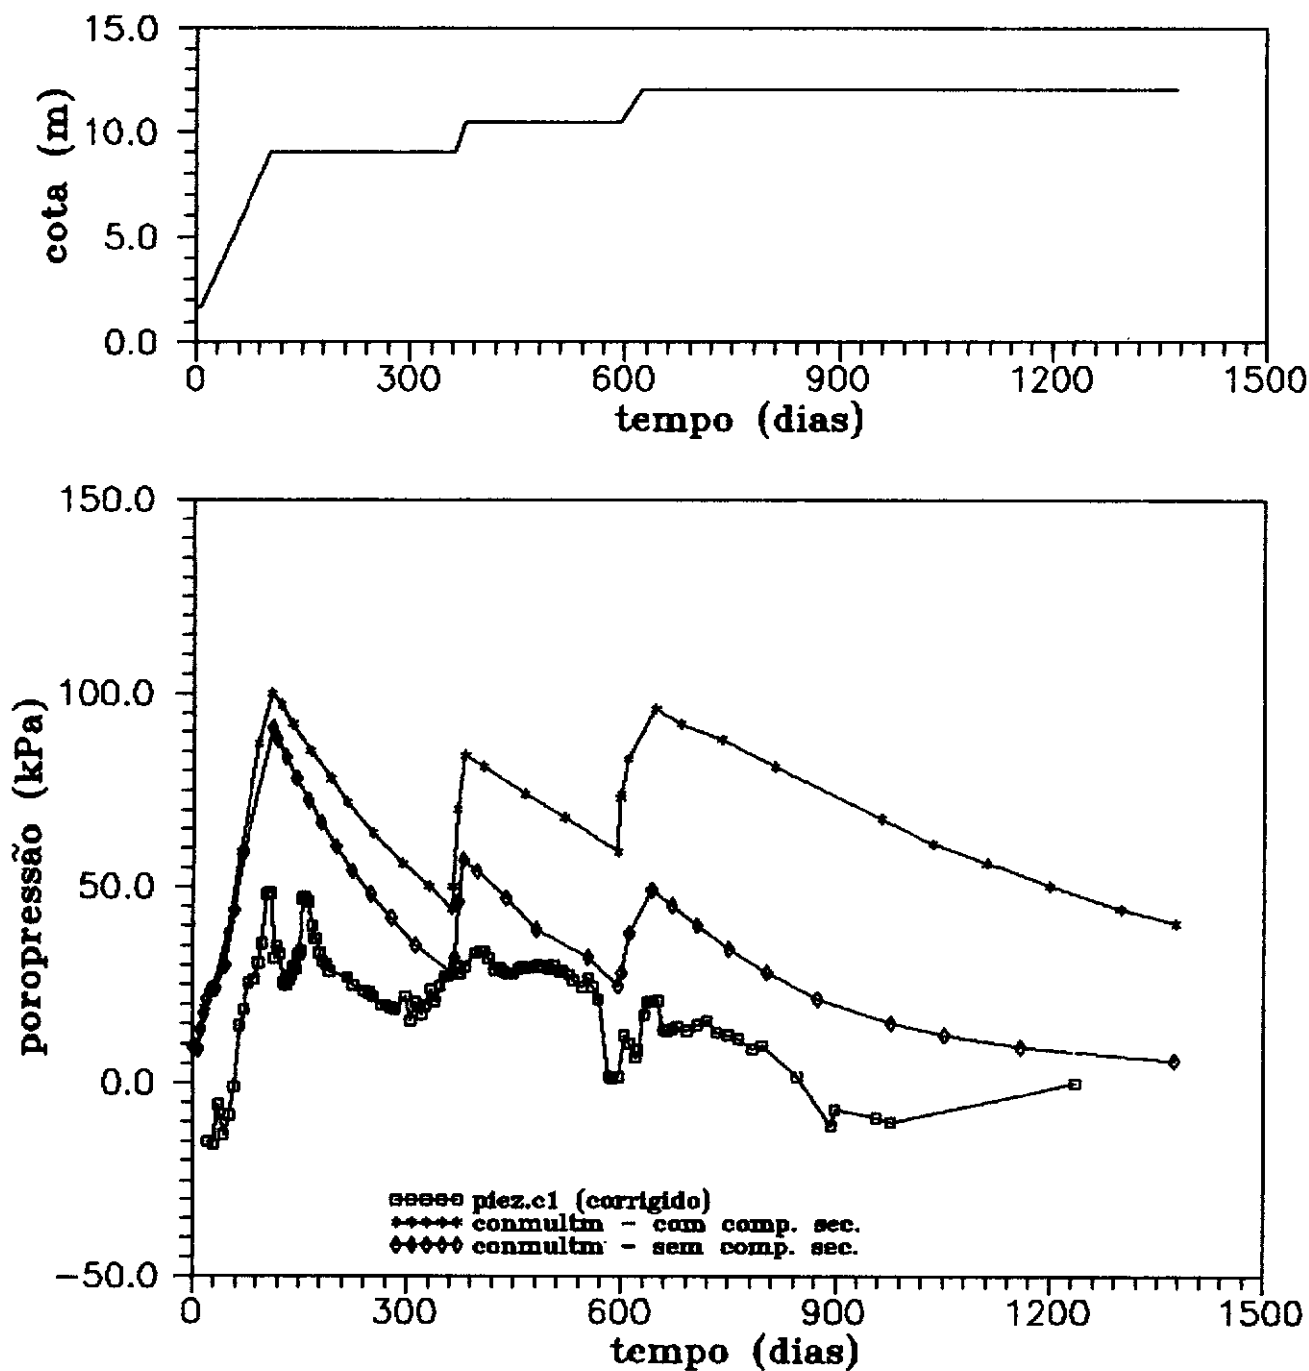 15.0
10.0
5.0
0.0
cota (m)
0 300 600 900 1200 1500
tempo (dias)
150.0
100.0
50.0
0.0
−50.0
poropressão (kPa)
piez.c1 (corrigido)
conmultm − com comp. sec.
conmultm − sem comp. sec.
0 300 600 900 1200 1500
tempo (dias)